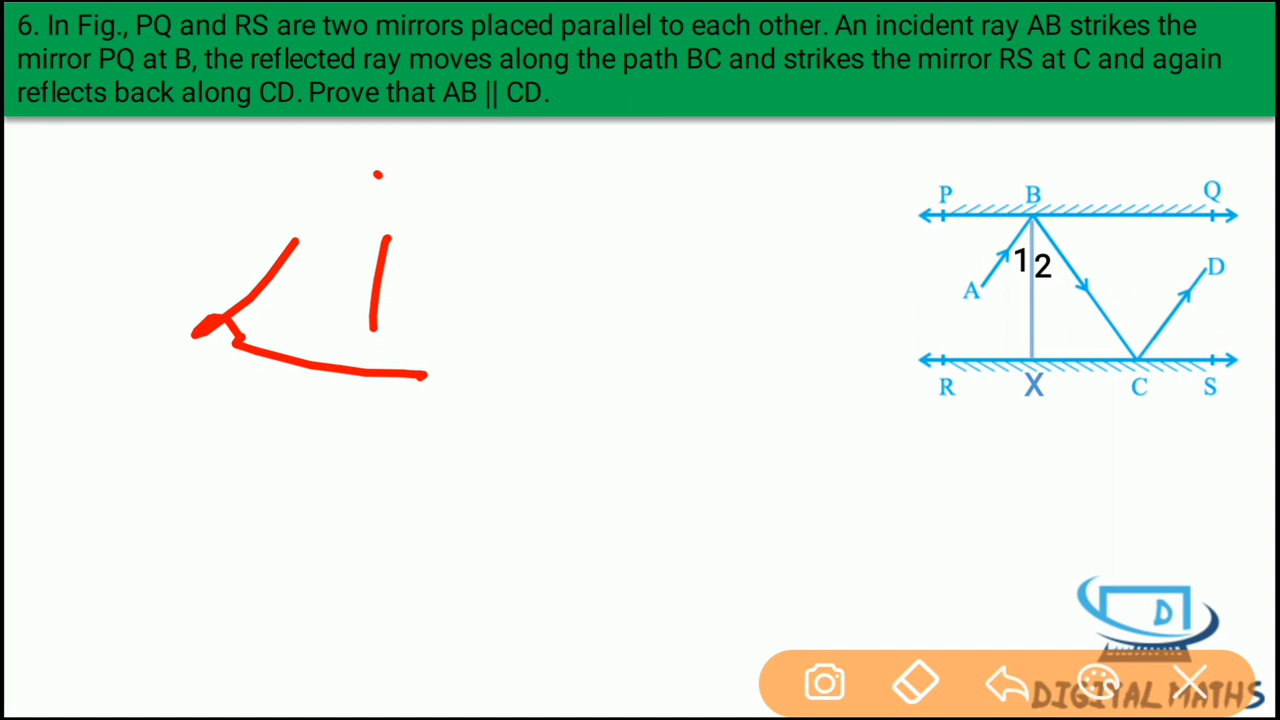 6. In Fig., PQ and RS are two mirrors placed parallel to each other. An incident ray AB strikes the
mirror PQ at B, the reflected ray moves along the path BC and strikes the mirror RS at C and again
reflects back along CD. Prove that AB || CD.
∠i
P B Q
1 2
A D
R X C S
D
DIGIYAL MATHS